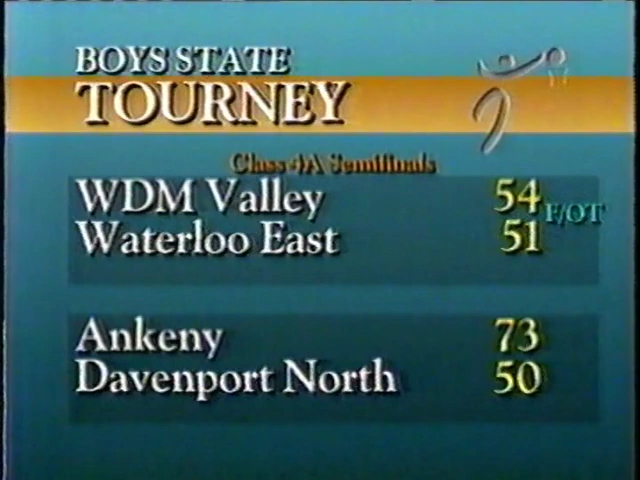 BOYS STATE
TOURNEY
Class 4A Semifinals
WDM Valley 54 F/OT
Waterloo East 51
Ankeny 73
Davenport North 50